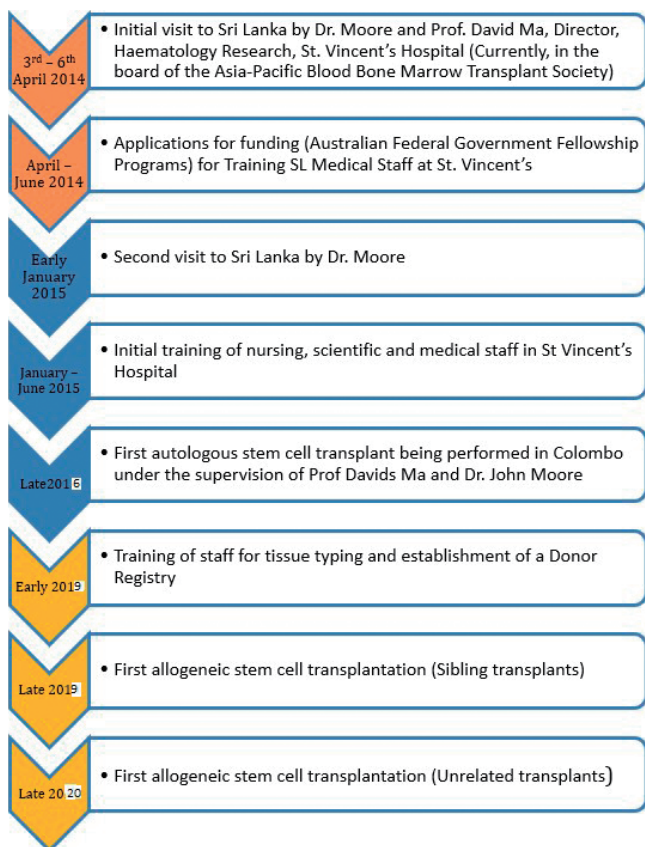 3rd – 6th
April 2014
• Initial visit to Sri Lanka by Dr. Moore and Prof. David Ma, Director,
Haematology Research, St. Vincent's Hospital (Currently, in the
board of the Asia-Pacific Blood Bone Marrow Transplant Society)
April –
June 2014
• Applications for funding (Australian Federal Government Fellowship
Programs) for Training SL Medical Staff at St. Vincent's
Early
January
2015
• Second visit to Sri Lanka by Dr. Moore
January –
June 2015
• Initial training of nursing, scientific and medical staff in St Vincent's
Hospital
Late2016
• First autologous stem cell transplant being performed in Colombo
under the supervision of Prof Davids Ma and Dr. John Moore
Early 2019
• Training of staff for tissue typing and establishment of a Donor
Registry
Late 2019
• First allogeneic stem cell transplantation (Sibling transplants)
Late 2020
• First allogeneic stem cell transplantation (Unrelated transplants)